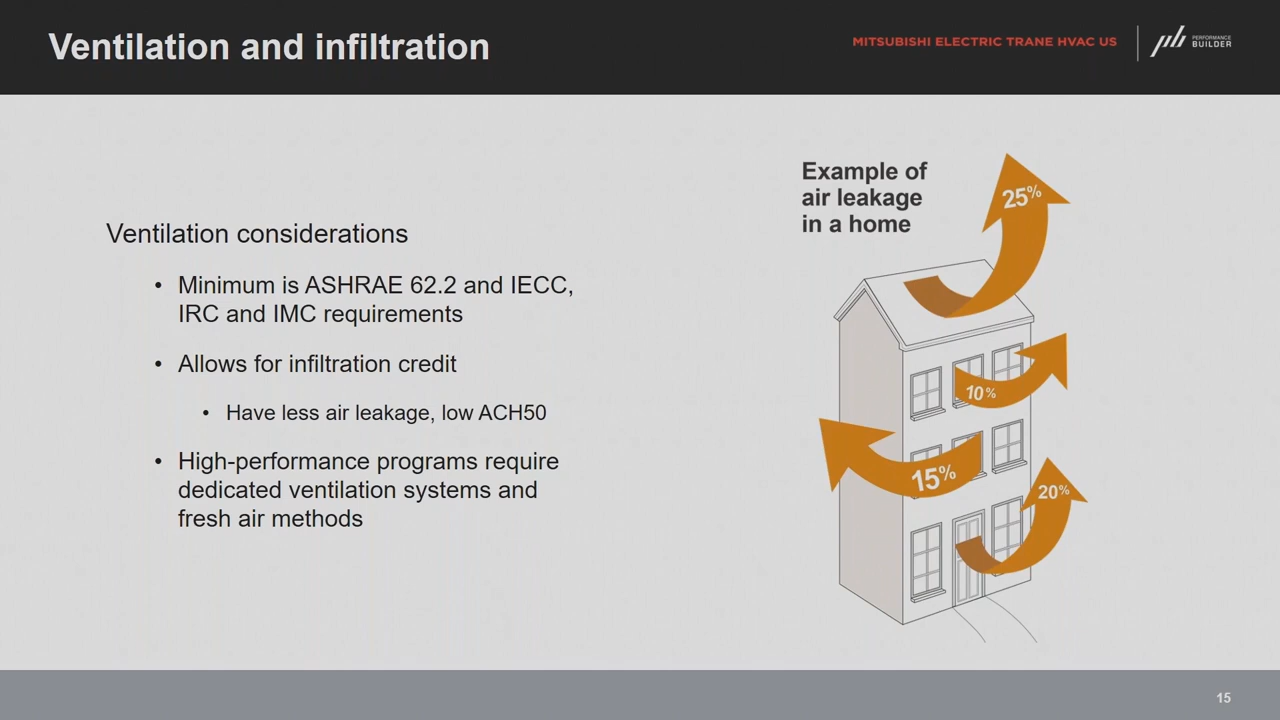 Ventilation and infiltration
MITSUBISHI ELECTRIC TRANE HVAC US
PERFORMANCE
BUILDER
Ventilation considerations
• Minimum is ASHRAE 62.2 and IECC,
IRC and IMC requirements
• Allows for infiltration credit
• Have less air leakage, low ACH50
• High-performance programs require
dedicated ventilation systems and
fresh air methods
Example of
air leakage
in a home
25%
10%
15%
20%
15